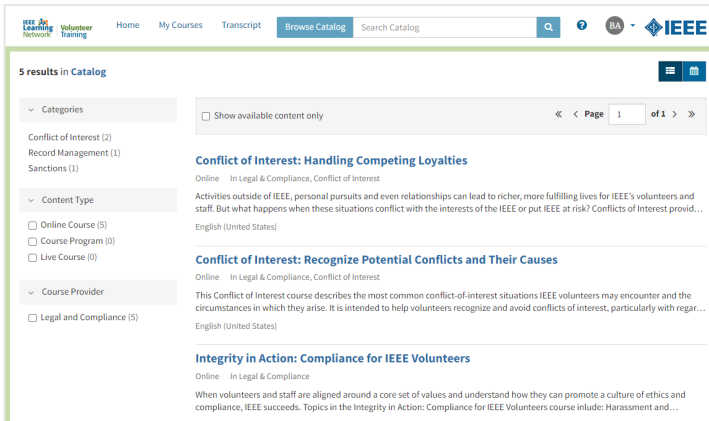 IEEE
Learning
Network
Volunteer
Training
Home
My Courses
Transcript
Browse Catalog
Search Catalog
?
BA
IEEE
5 results in Catalog
Categories
Conflict of Interest (2)
Record Management (1)
Sanctions (1)
Content Type
Online Course (5)
Course Program (0)
Live Course (0)
Course Provider
Legal and Compliance (5)
Show available content only
« < Page 1 of 1 > »
Conflict of Interest: Handling Competing Loyalties
Online In Legal & Compliance, Conflict of Interest
Activities outside of IEEE, personal pursuits and even relationships can lead to richer, more fulfilling lives for IEEE's volunteers and
staff. But what happens when these situations conflict with the interests of the IEEE or put IEEE at risk? Conflicts of Interest provid…
English (United States)
Conflict of Interest: Recognize Potential Conflicts and Their Causes
Online In Legal & Compliance, Conflict of Interest
This Conflict of Interest course describes the most common conflict-of-interest situations IEEE volunteers may encounter and the
circumstances in which they arise. It is intended to help volunteers recognize and avoid conflicts of interest, particularly with regar…
English (United States)
Integrity in Action: Compliance for IEEE Volunteers
Online In Legal & Compliance
When volunteers & staff are aligned around a core set of values and understand how they can promote a culture of ethics and
compliance, IEEE succeeds. Topics in the Integrity in Action: Compliance for IEEE Volunteers course inlude: Harassment and…